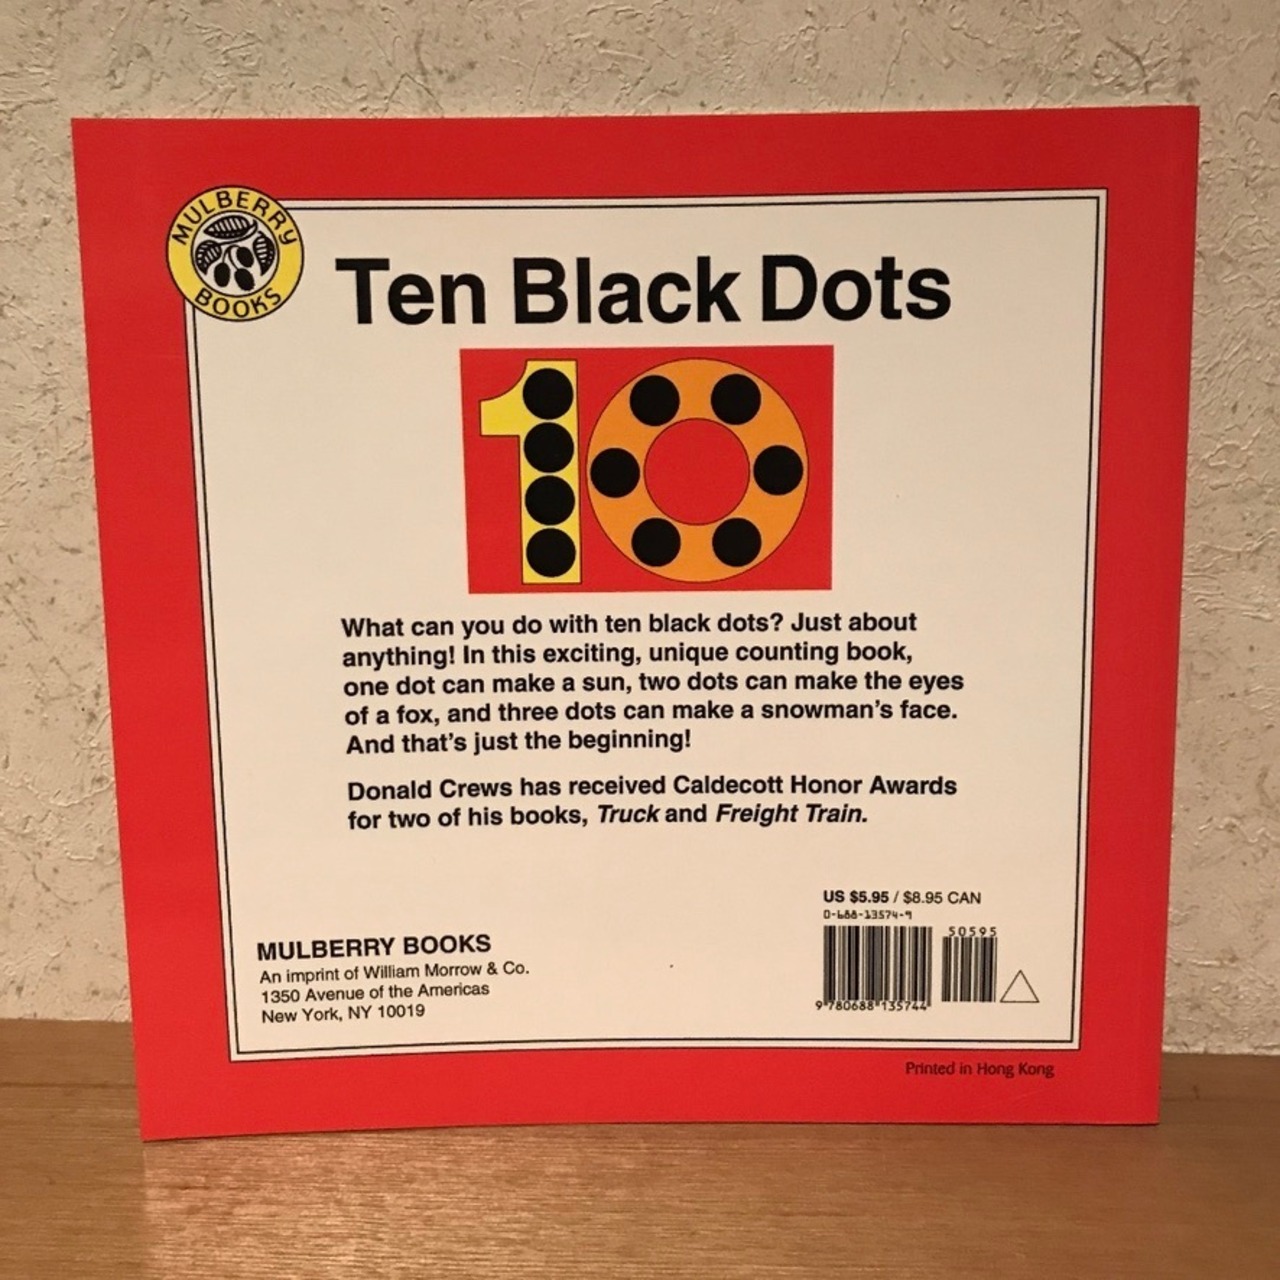 MULBERRY
BOOKS
Ten Black Dots
10
What can you do with ten black dots? Just about
anything! In this exciting, unique counting book,
one dot can make a sun, two dots can make the eyes
of a fox, and three dots can make a snowman's face.
And that's just the beginning!
Donald Crews has received Caldecott Honor Awards
for two of his books, Truck and Freight Train.
US $5.95 / $8.95 CAN
0-688-13574-9
50595
9 780688 135744
MULBERRY BOOKS
An imprint of William Morrow & Co.
1350 Avenue of the Americas
New York, NY 10019
Printed in Hong Kong